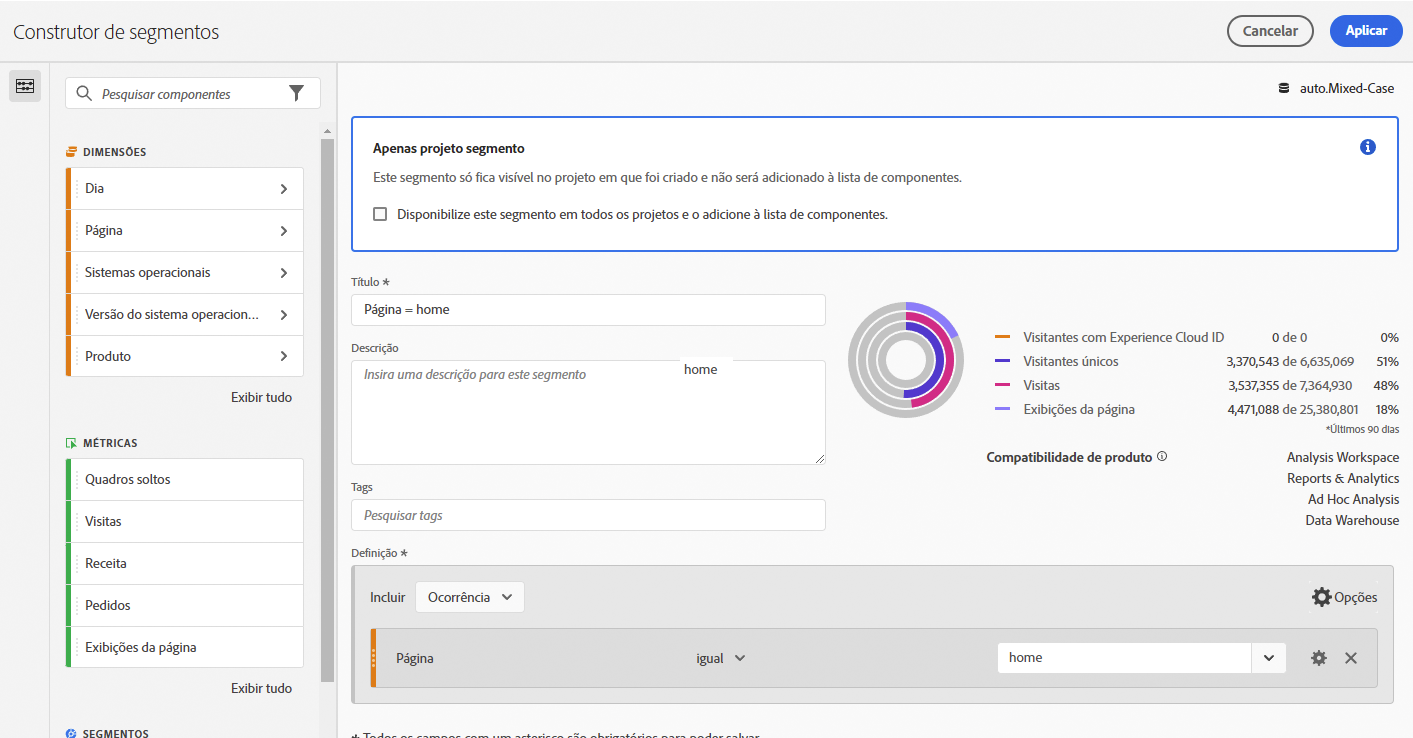 Construtor de segmentos
Cancelar
Aplicar
Pesquisar componentes
auto.Mixed-Case
Apenas projeto segmento
Este segmento só fica visível no projeto em que foi criado e não será adicionado à lista de componentes.
Disponibilize este segmento em todos os projetos e o adicione à lista de componentes.
DIMENSÕES
Dia
Página
Sistemas operacionais
Versão do sistema operacion...
Produto
Exibir tudo
MÉTRICAS
Quadros soltos
Visitas
Receita
Pedidos
Exibições da página
Exibir tudo
SEGMENTOS
Título *
Página = home
Descrição
Insira uma descrição para este segmento
home
Tags
Pesquisar tags
Visitantes com Experience Cloud ID 0 de 0 0%
Visitantes únicos 3,370,543 de 6,635,069 51%
Visitas 3,537,355 de 7,364,930 48%
Exibições da página 4,471,088 de 25,380,801 18%
*Últimos 90 dias
Compatibilidade de produto
Analysis Workspace
Reports & Analytics
Ad Hoc Analysis
Data Warehouse
Definição *
Incluir Ocorrência Opções
Página igual home
* Todos os campos com um asterisco são obrigatórios para poder salvar